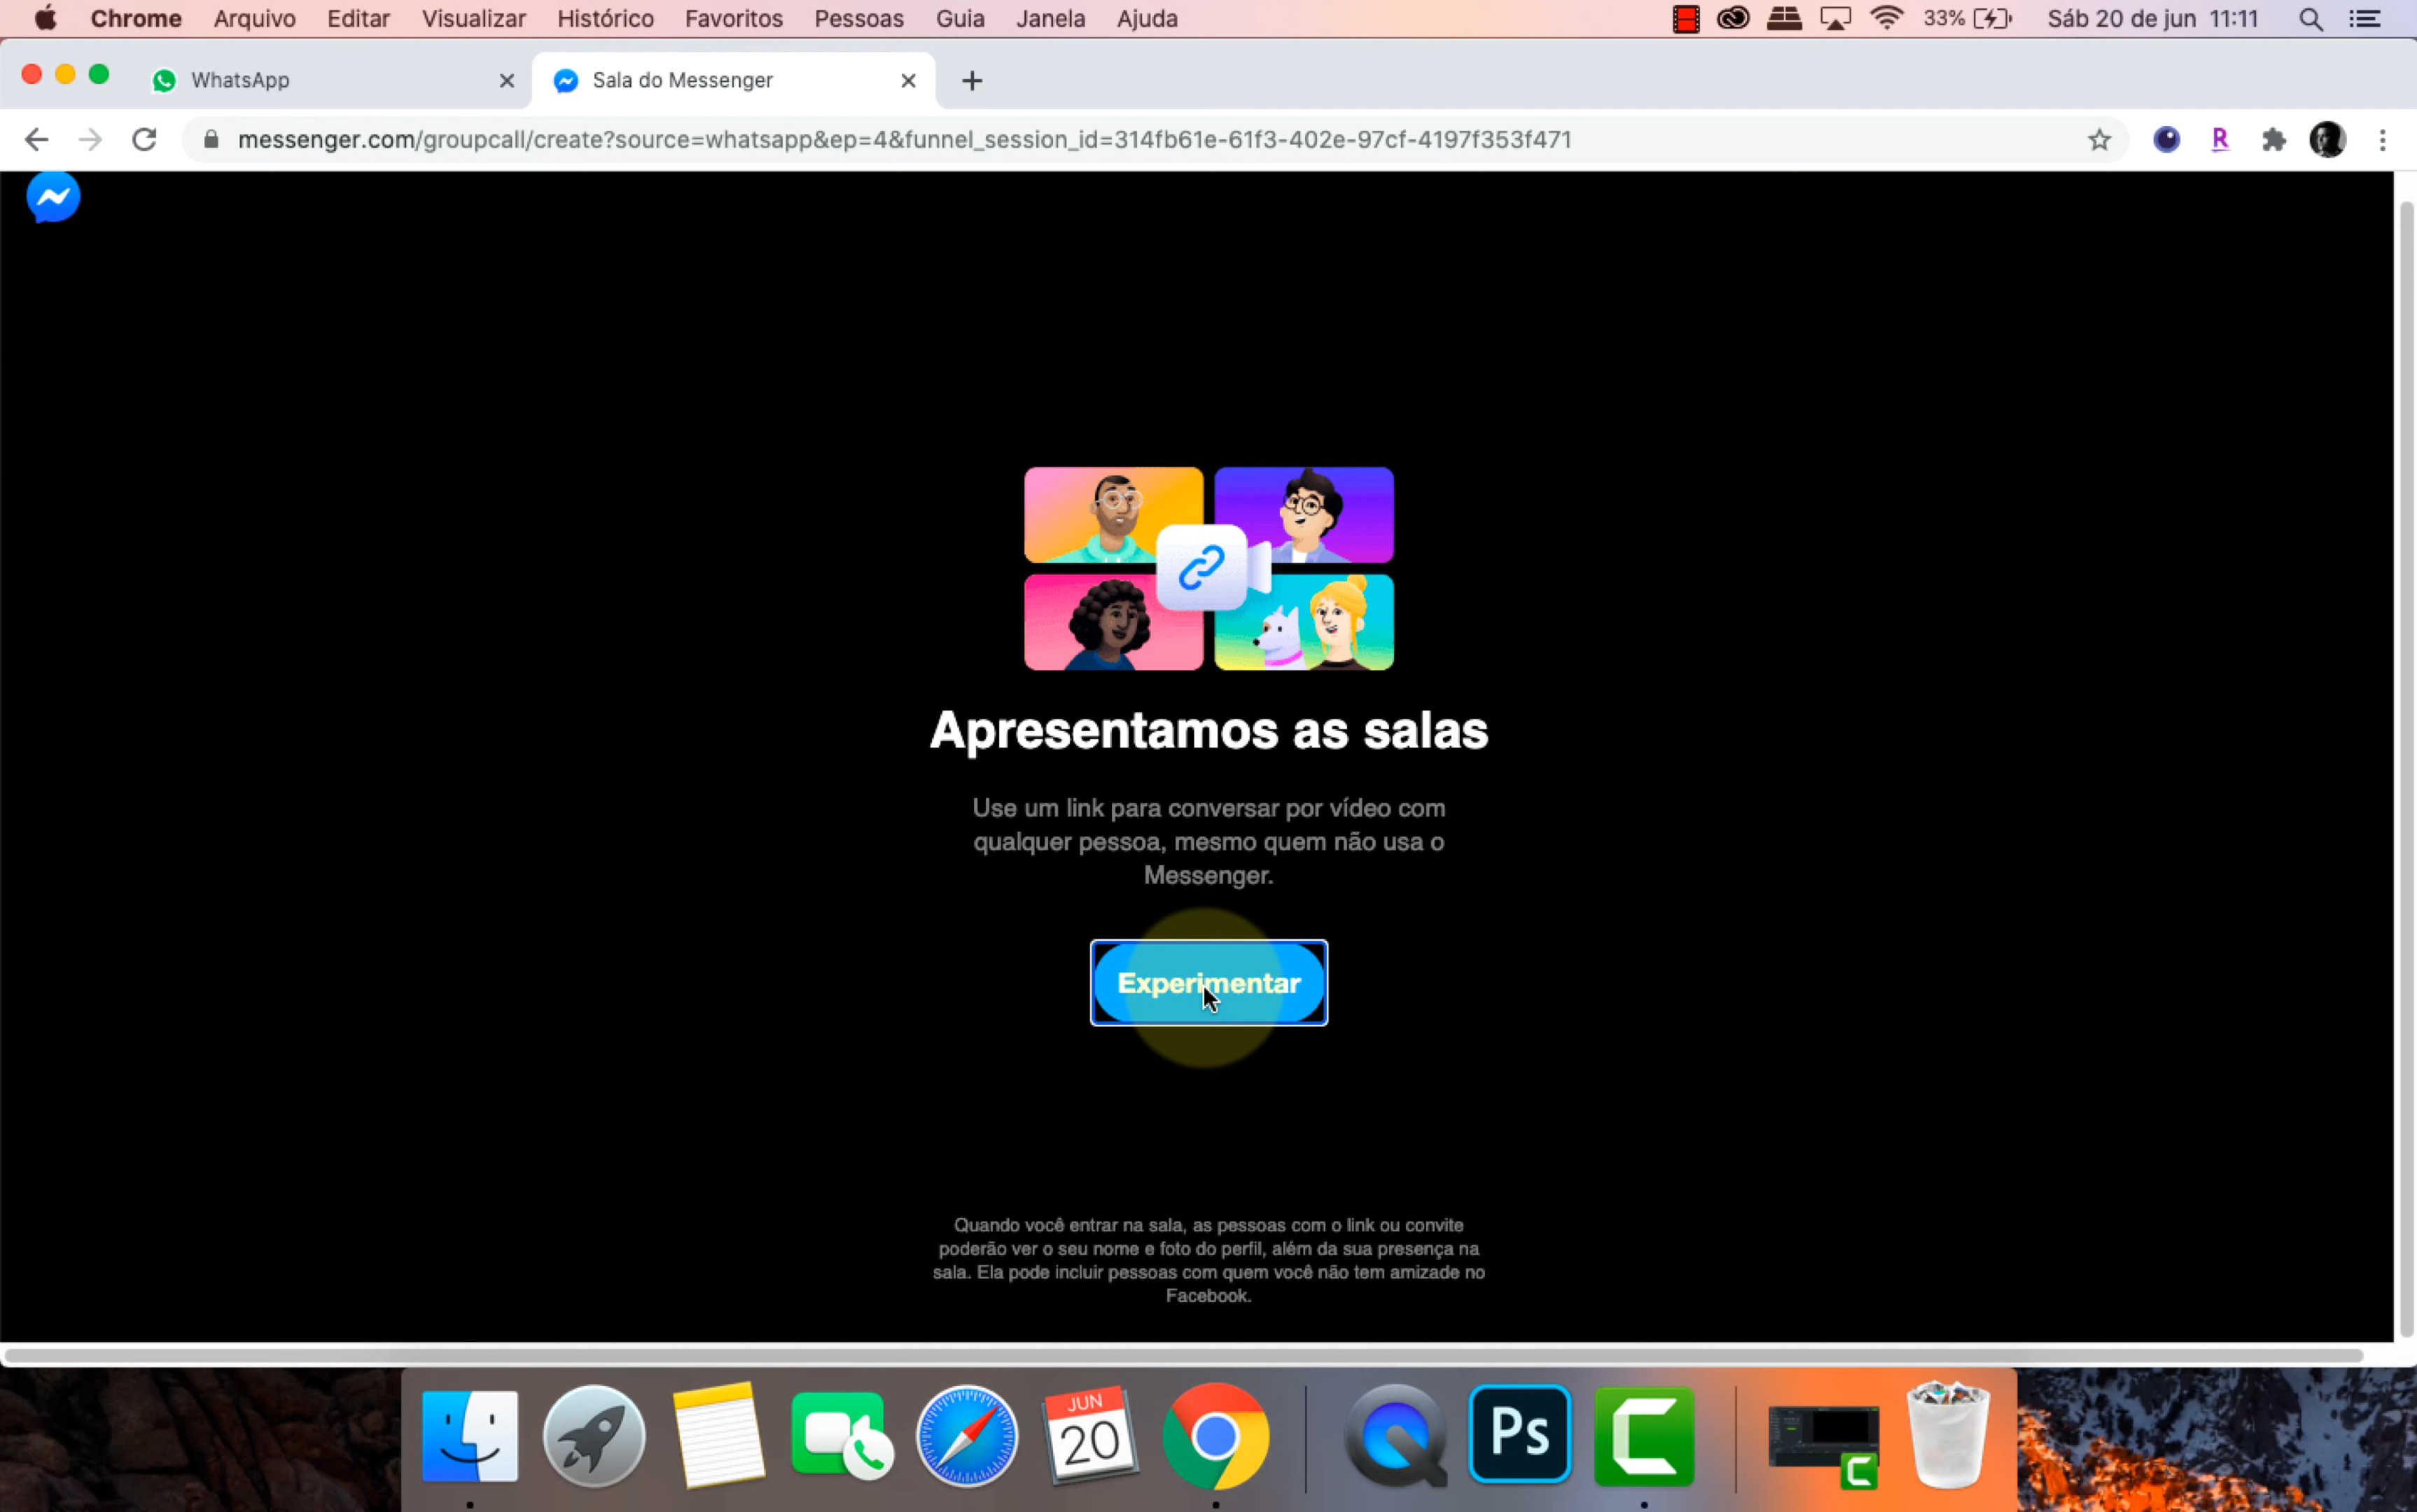 Chrome Arquivo Editar Visualizar Histórico Favoritos Pessoas Guia Janela Ajuda 33% Sáb 20 de jun 11:11
WhatsApp Sala do Messenger
messenger.com/groupcall/create?source=whatsapp&ep=4&funnel_session_id=314fb61e-61f3-402e-97cf-4197f353f471 R
Apresentamos as salas
Use um link para conversar por vídeo com
qualquer pessoa, mesmo quem não usa o
Messenger.
Experimentar
Quando você entrar na sala, as pessoas com o link ou convite
poderão ver o seu nome e foto do perfil, além da sua presença na
sala. Ela pode incluir pessoas com quem você não tem amizade no
Facebook.
JUN
20
Ps